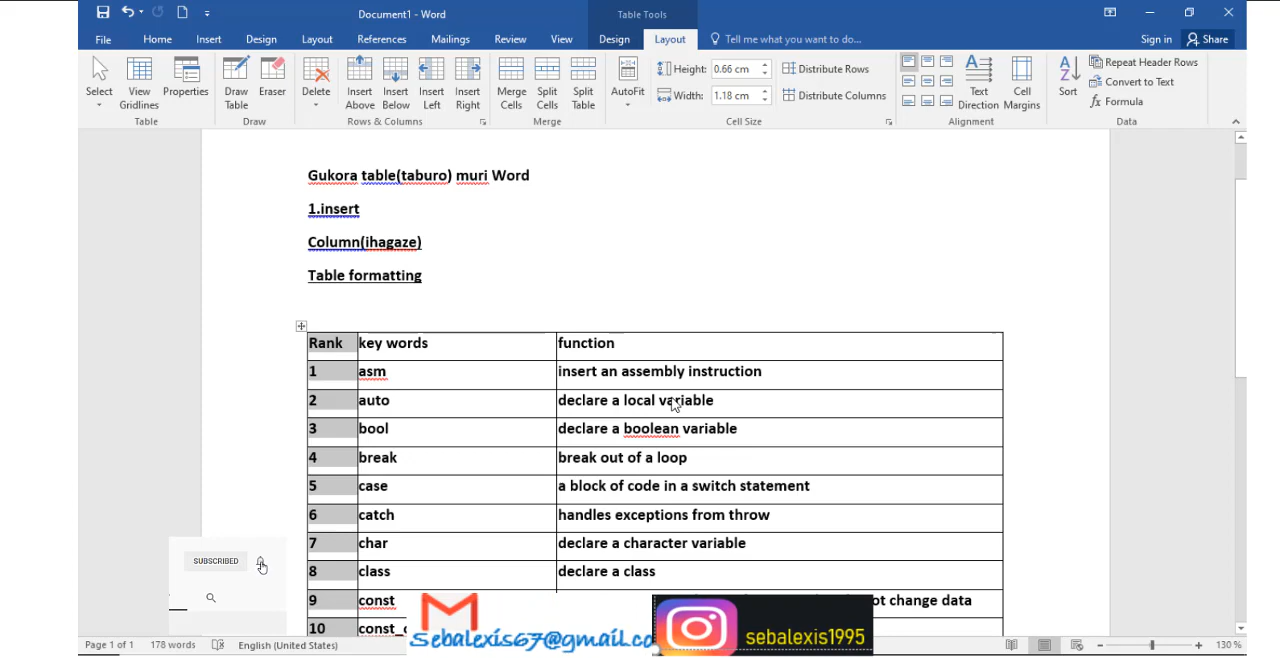 Document1 - Word
Table Tools
File Home Insert Design Layout References Mailings Review View Design Layout Tell me what you want to do... Sign in Share
Select View Gridlines Properties Draw Table Eraser Delete Insert Above Insert Below Insert Left Insert Right Merge Cells Split Cells Split Table AutoFit Height: 0.66 cm Width: 1.18 cm Distribute Rows Distribute Columns Text Direction Cell Margins Sort Repeat Header Rows Convert to Text Formula
Table Draw Rows & Columns Merge Cell Size Alignment Data
Gukora table(taburo) muri Word
1.insert
Column(ihagaze)
Table formatting
Rank key words function
1 asm insert an assembly instruction
2 auto declare a local variable
3 bool declare a boolean variable
4 break break out of a loop
5 case a block of code in a switch statement
6 catch handles exceptions from throw
7 char declare a character variable
8 class declare a class
9 const change data
10
SUBSCRIBED
sebalexis67@gmail.co
sebalexis1995
Page 1 of 1 178 words English (United States) 130 %